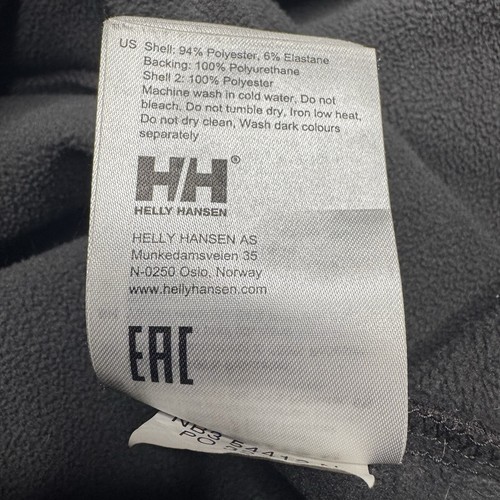 US Shell: 94% Polyester, 6% Elastane
Backing: 100% Polyurethane
Shell 2: 100% Polyester
Machine wash in cold water, Do not
bleach, Do not tumble dry, Iron low heat,
Do not dry clean, Wash dark colours
separately
H/H®
HELLY HANSEN
HELLY HANSEN AS
Munkedamsveien 35
N-0250 Oslo, Norway
www.hellyhansen.com
EAC
PO